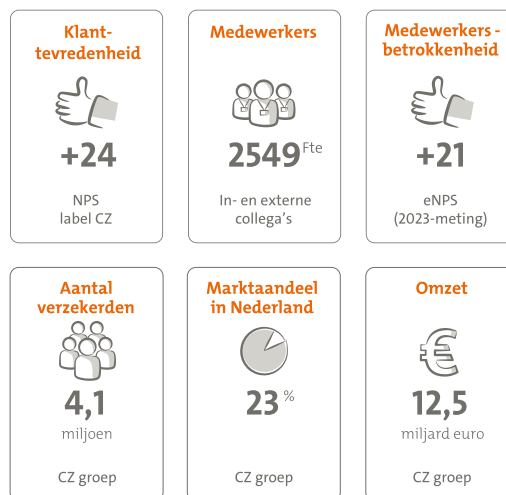 Klant-
tevredenheid
+24
NPS
label CZ
Medewerkers
2549 Fte
In- en externe
collega's
Medewerkers -
betrokkenheid
+21
eNPS
(2023-meting)
Aantal
verzekerden
4,1
miljoen
CZ groep
Marktaandeel
in Nederland
23 %
CZ groep
Omzet
€
12,5
miljard euro
CZ groep